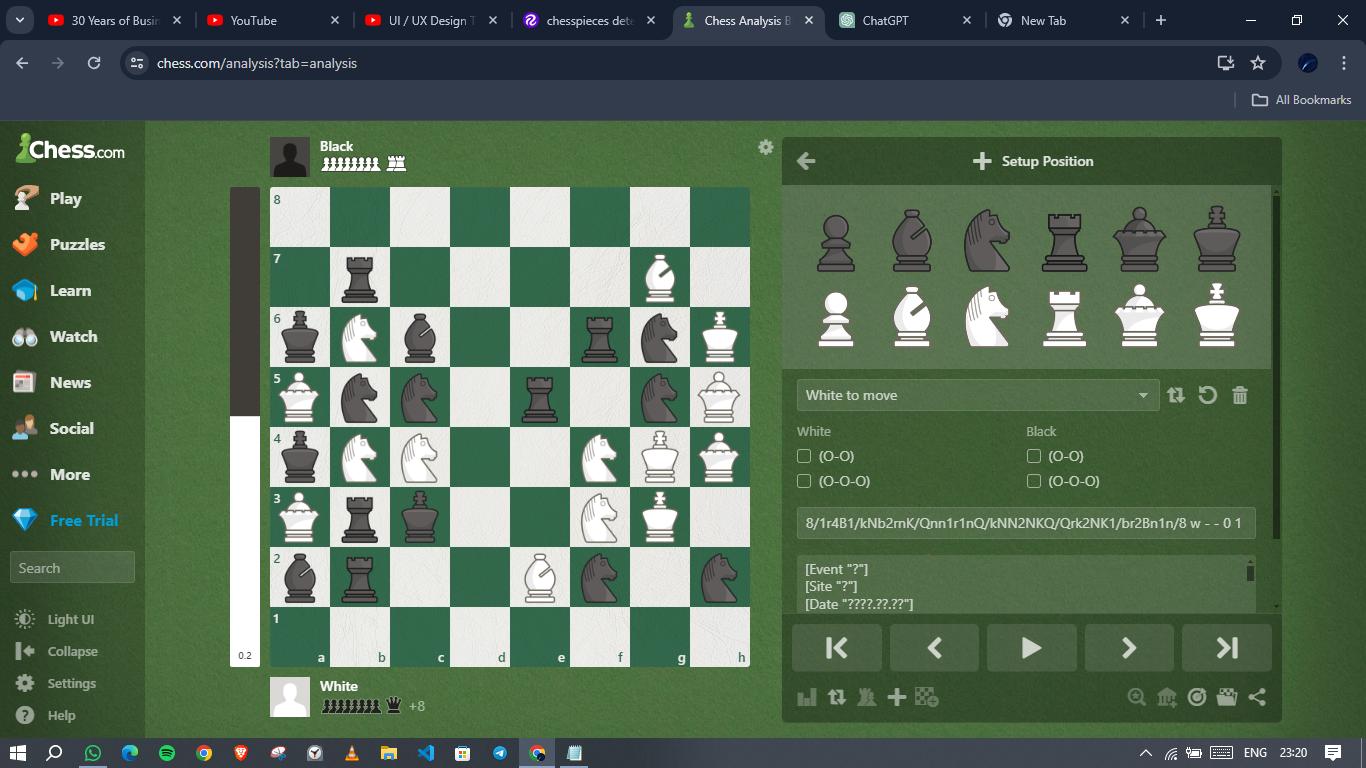 30 Years of Busin
YouTube
UI / UX Design T
chesspieces dete
Chess Analysis B
ChatGPT
New Tab
chess.com/analysis?tab=analysis
All Bookmarks
Chess.com
Play
Puzzles
Learn
Watch
News
Social
More
Free Trial
Search
Light UI
Collapse
Settings
Help
Black
8
7
6
5
4
3
2
1
a b c d e f g h
0.2
White
+8
Setup Position
White to move
White Black
(O-O) (O-O)
(O-O-O) (O-O-O)
8/1r4B1/kNb2rnK/Qnn1r1nQ/kNN2NKQ/Qrk2NK1/br2Bn1n/8 w - - 0 1
[Event "?"]
[Site "?"]
[Date "????.??.??"]
ENG 23:20